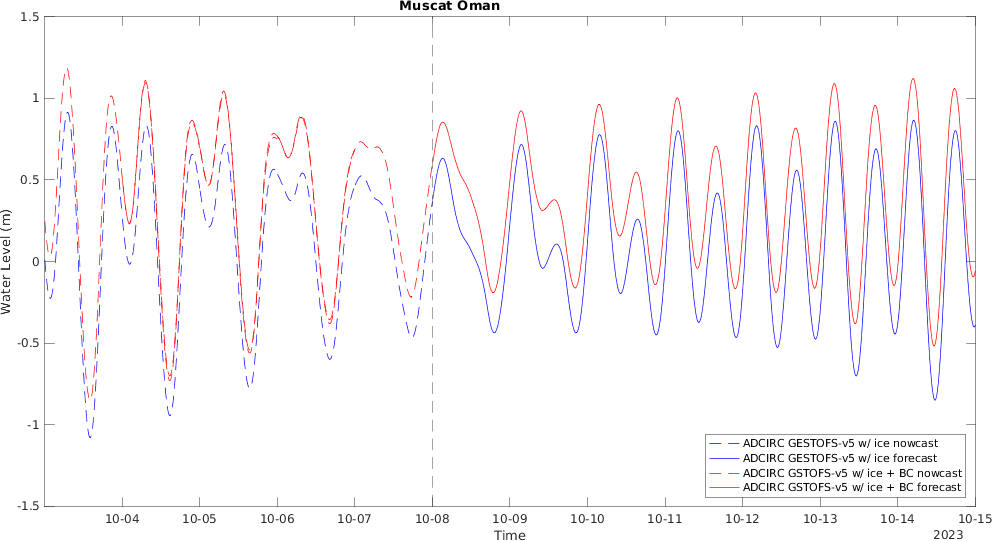 Muscat Oman
1.5
1
0.5
0
-0.5
-1
-1.5
Water Level (m)
10-04 10-05 10-06 10-07 10-08 10-09 10-10 10-11 10-12 10-13 10-14 10-15
Time
2023
ADCIRC GESTOFS-v5 w/ ice nowcast
ADCIRC GESTOFS-v5 w/ ice forecast
ADCIRC GSTOFS-v5 w/ ice + BC nowcast
ADCIRC GSTOFS-v5 w/ ice + BC forecast